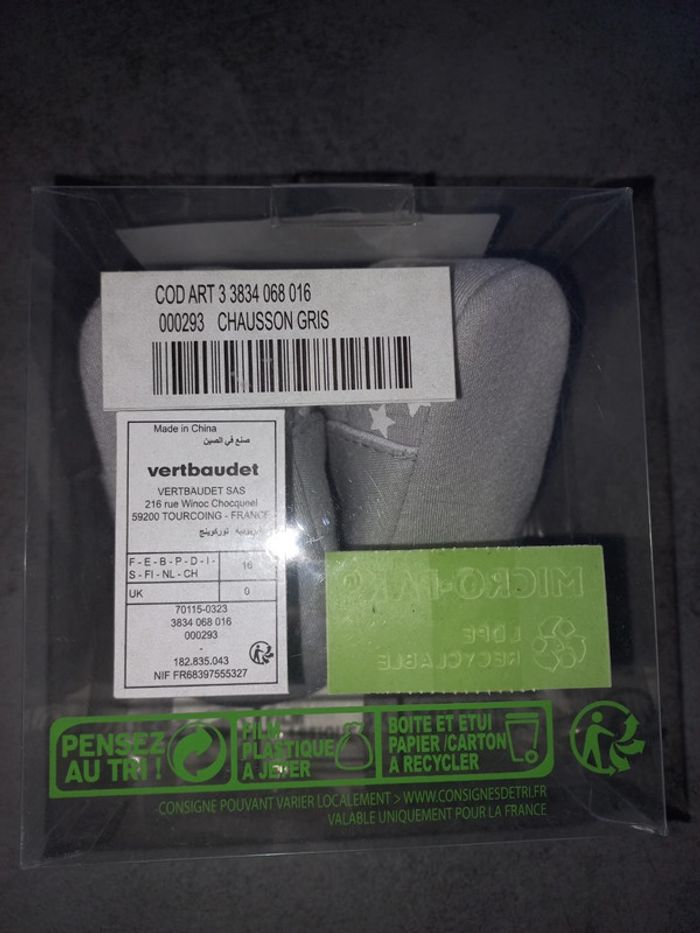 COD ART 3 3834 068 016
000293 CHAUSSON GRIS
Made in China
صنع في الصين
vertbaudet
VERTBAUDET SAS
216 rue Winoc Chocqueel
59200 TOURCOING - FRANCE
توركوينج
F - E - B - P - D - I -
S - FI - NL - CH
16
UK
0
70115-0323
3834 068 016
000293
-
182.835.043
NIF FR68397555327
MICRO-PAK®
LDPE
RECYCLABLE
PENSEZ
AU TRI !
FILM
PLASTIQUE
A JETER
BOITE ET ETUI
PAPIER /CARTON
A RECYCLER
-CONSIGNE POUVANT VARIER LOCALEMENT > WWW.CONSIGNESDETRI.FR
VALABLE UNIQUEMENT POUR LA FRANCE